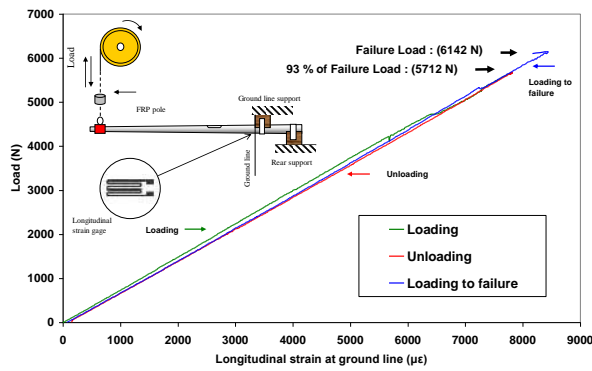 7000
6000
5000
4000
3000
2000
1000
0
Load (N)
0 1000 2000 3000 4000 5000 6000 7000 8000 9000
Longitudinal strain at ground line (µε)
Failure Load : (6142 N)
93 % of Failure Load : (5712 N)
Loading to
failure
Load
FRP pole
Ground line support
Ground line
Rear support
Longitudinal
strain gage
Loading
Unloading
Loading
Unloading
Loading to failure